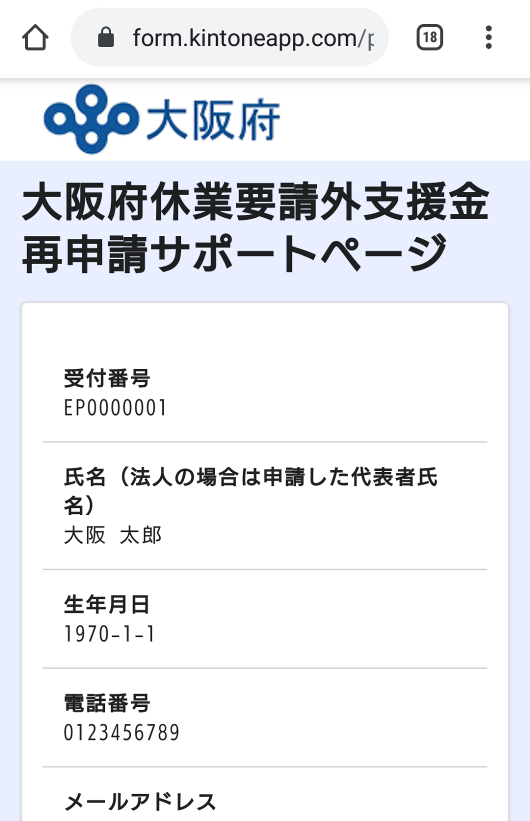 form.kintoneapp.com/
18
大阪府
大阪府休業要請外支援金
再申請サポートページ
受付番号
EP0000001
氏名（法人の場合は申請した代表者氏
名）
大阪 太郎
生年月日
1970-1-1
電話番号
0123456789
メールアドレス